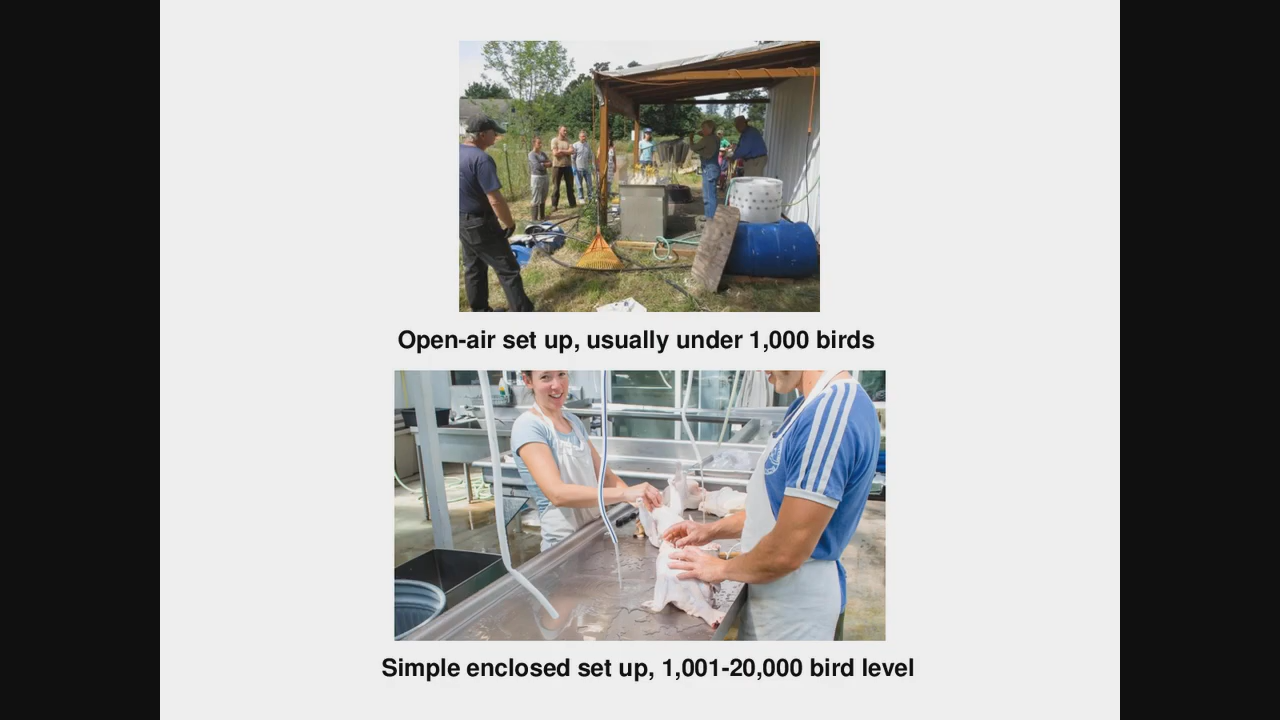 Open-air set up, usually under 1,000 birds
Simple enclosed set up, 1,001-20,000 bird level